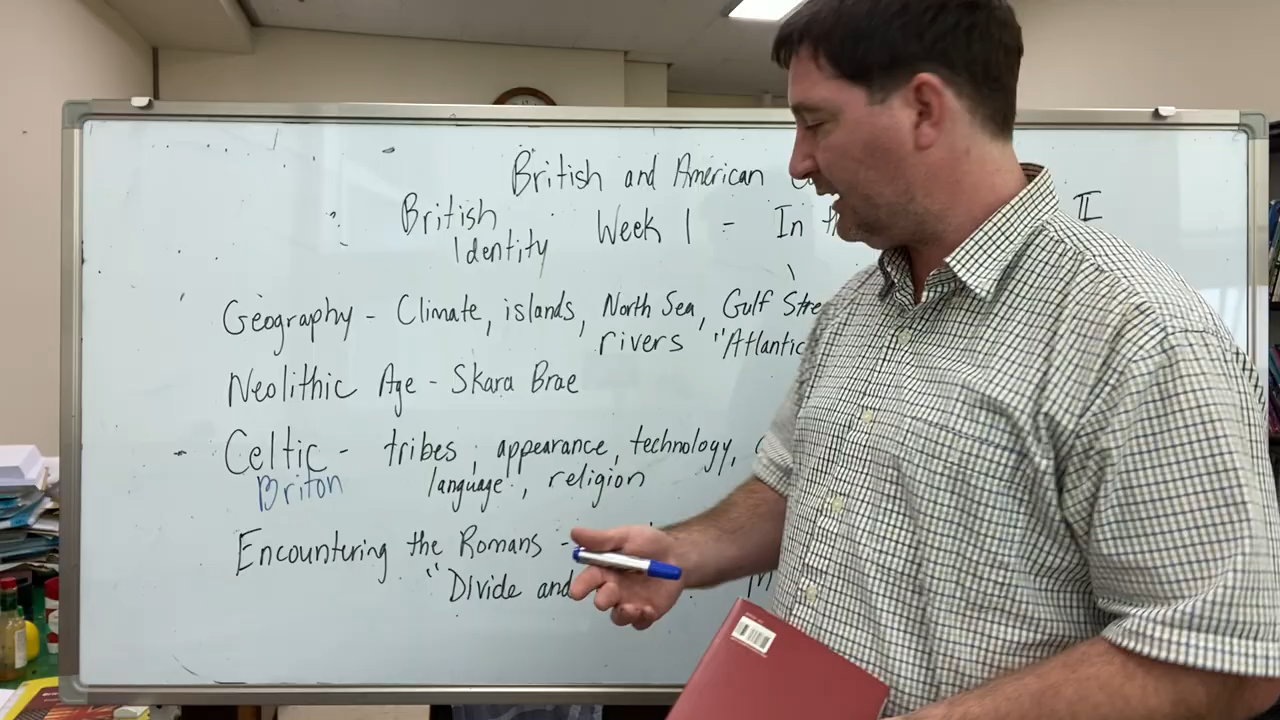 British and American
British Week 1 - In II
Identity
Geography - Climate, islands, North Sea, Gulf
rivers "Atlantic
Neolithic Age - Skara Brae
Celtic - tribes, appearance, technology,
Briton language, religion
Encountering the Romans -
"Divide and